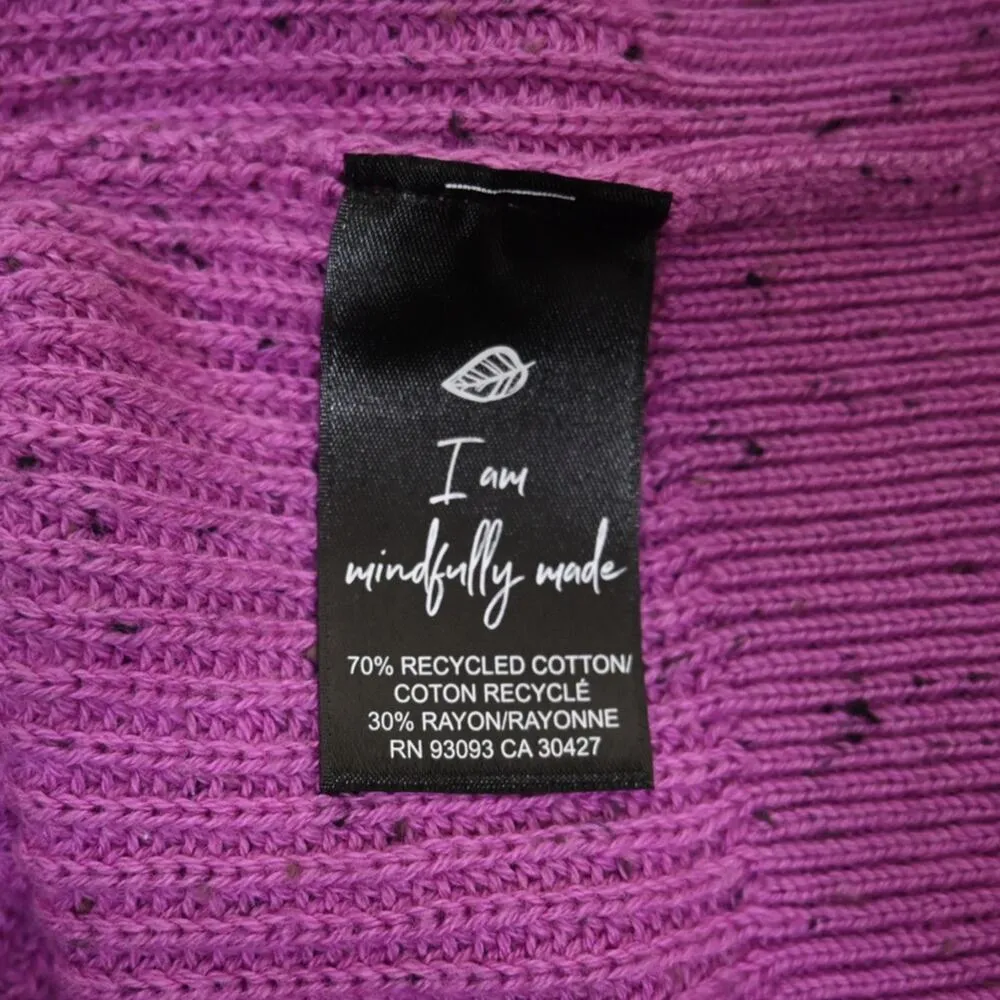 I am
mindfully made
70% RECYCLED COTTON/
COTON RECYCLÉ
30% RAYON/RAYONNE
RN 93093 CA 30427